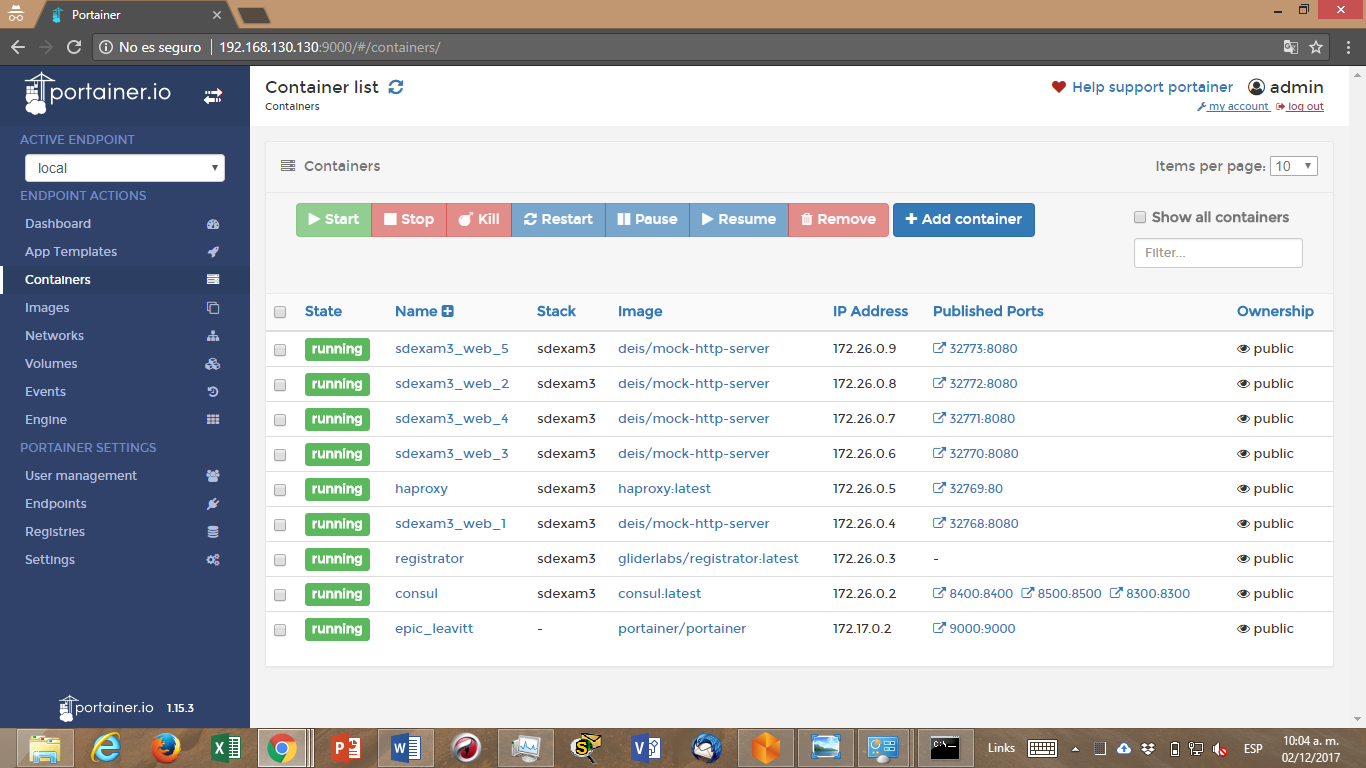 Portainer
No es seguro 192.168.130.130:9000/#/containers/
portainer.io
ACTIVE ENDPOINT
local
ENDPOINT ACTIONS
Dashboard
App Templates
Containers
Images
Networks
Volumes
Events
Engine
PORTAINER SETTINGS
User management
Endpoints
Registries
Settings
portainer.io 1.15.3
Container list
Containers
Help support portainer admin
my account log out
Containers Items per page: 10
Start Stop Kill Restart Pause Resume Remove Add container Show all containers
Filter...
State Name Stack Image IP Address Published Ports Ownership
running sdexam3_web_5 sdexam3 deis/mock-http-server 172.26.0.9 32773:8080 public
running sdexam3_web_2 sdexam3 deis/mock-http-server 172.26.0.8 32772:8080 public
running sdexam3_web_4 sdexam3 deis/mock-http-server 172.26.0.7 32771:8080 public
running sdexam3_web_3 sdexam3 deis/mock-http-server 172.26.0.6 32770:8080 public
running haproxy sdexam3 haproxy:latest 172.26.0.5 32769:80 public
running sdexam3_web_1 sdexam3 deis/mock-http-server 172.26.0.4 32768:8080 public
running registrator sdexam3 gliderlabs/registrator:latest 172.26.0.3 - public
running consul sdexam3 consul:latest 172.26.0.2 8400:8400 8500:8500 8300:8300 public
running epic_leavitt - portainer/portainer 172.17.0.2 9000:9000 public
Links ESP 10:04 a. m.
02/12/2017